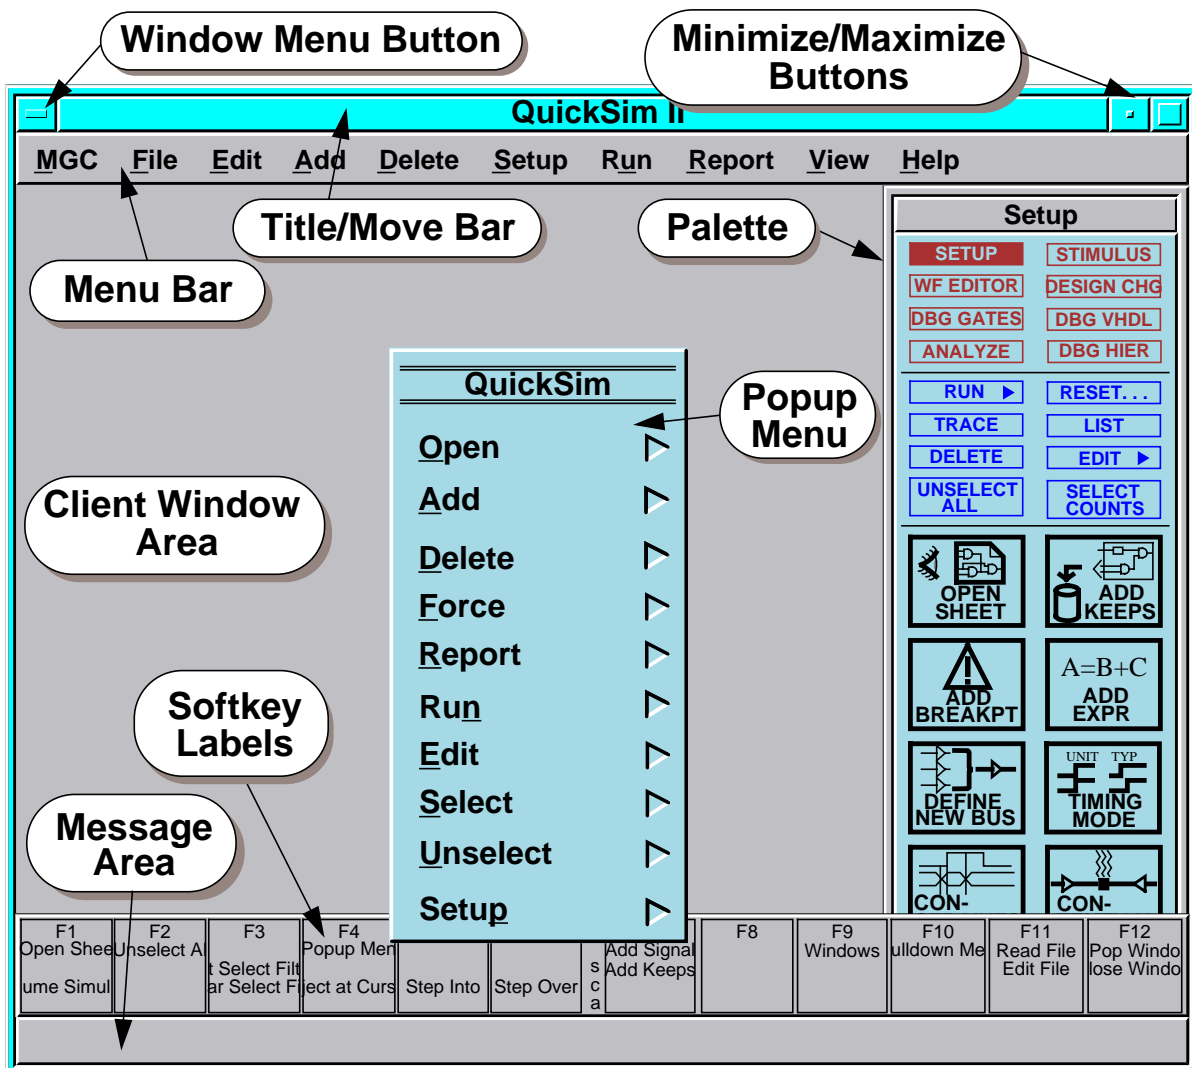 Window Menu Button
Minimize/Maximize
Buttons
QuickSim II
MGC File Edit Add Delete Setup Run Report View Help
Title/Move Bar
Palette
Menu Bar
Setup
SETUP STIMULUS
WF EDITOR DESIGN CHG
DBG GATES DBG VHDL
ANALYZE DBG HIER
RUN RESET...
TRACE LIST
DELETE EDIT
UNSELECT
ALL
SELECT
COUNTS
OPEN
SHEET
ADD
KEEPS
ADD
BREAKPT
A=B+C
ADD
EXPR
DEFINE
NEW BUS
UNIT TYP
TIMING
MODE
CON-
CON-
Popup
Menu
QuickSim
Open
Add
Delete
Force
Report
Run
Edit
Select
Unselect
Setup
Client Window
Area
Softkey
Labels
Message
Area
F1
Open Shee
ume Simul
F2
Unselect Al
F3
t Select Filt
ar Select Fi
F4
Popup Men
ject at Curs
Step Into
Step Over
s
c
a
Add Signal
Add Keeps
F8
F9
Windows
F10
ulldown Me
F11
Read File
Edit File
F12
Pop Windo
lose Windo